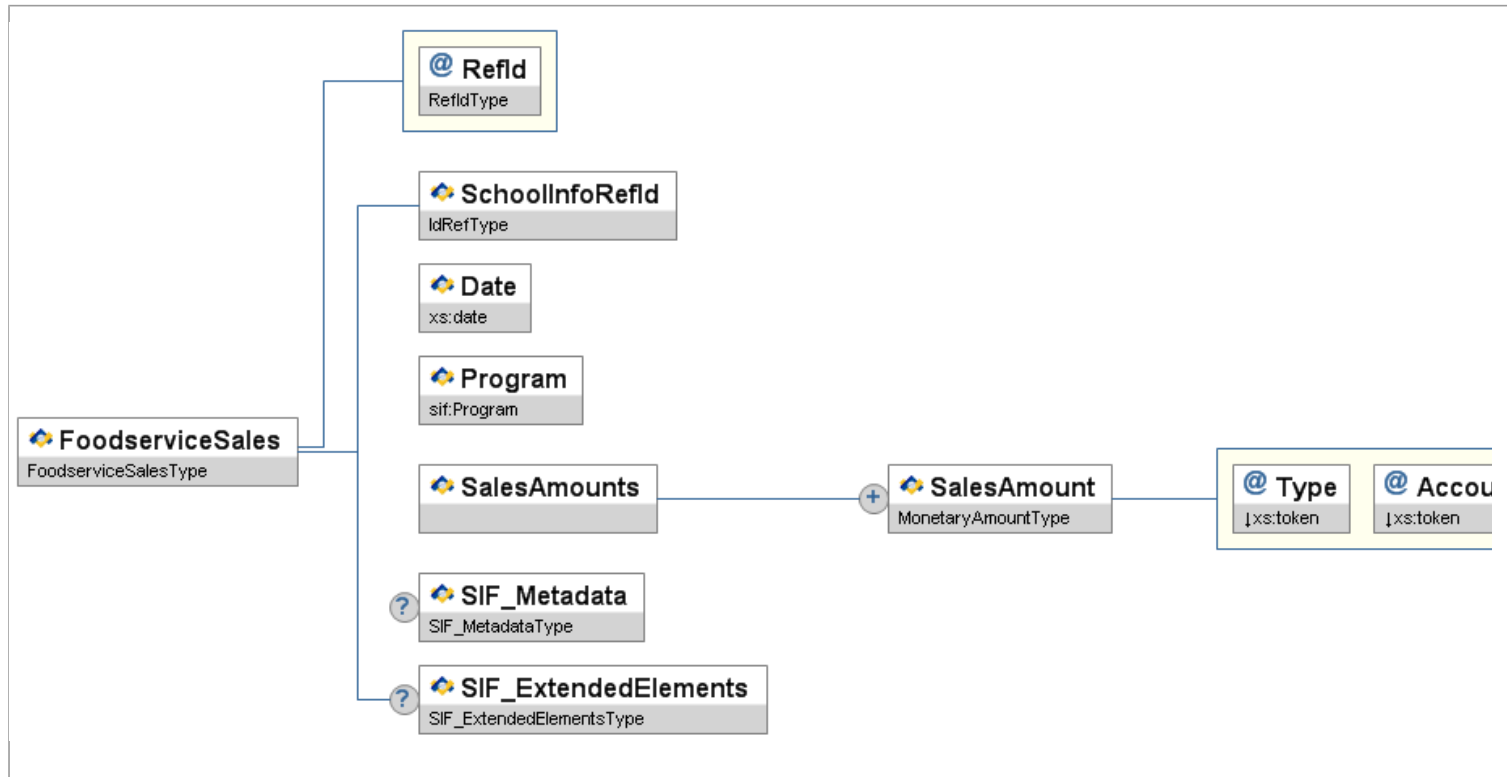 @ RefId
RefIdType
SchoolInfoRefId
IdRefType
Date
xs:date
Program
sif:Program
FoodserviceSales
FoodserviceSalesType
SalesAmounts
+ SalesAmount
MonetaryAmountType
@ Type
↓xs:token
@
↓xs:token
? SIF_Metadata
SIF_MetadataType
? SIF_ExtendedElements
SIF_ExtendedElementsType